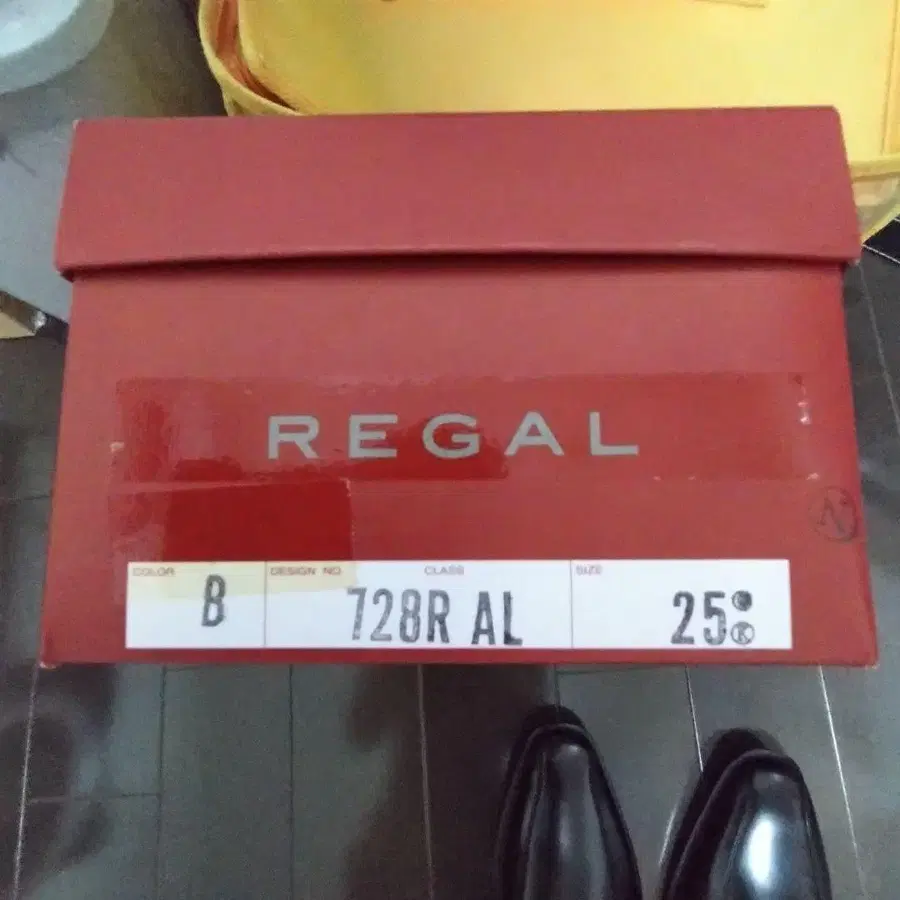 REGAL
COLOR DESIGN NO. CLASS SIZE
B 728R AL 25